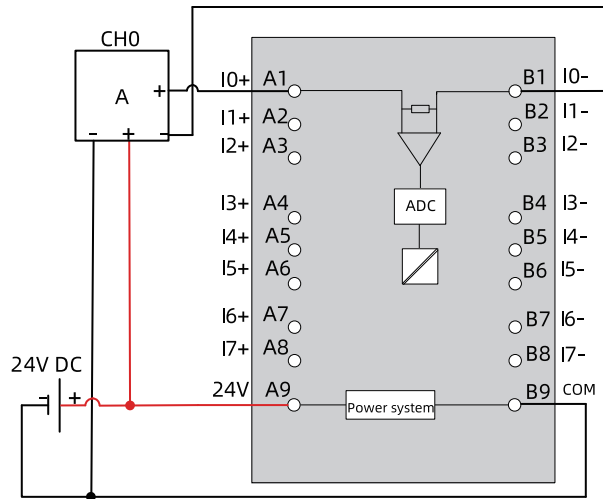 CH0
A
+
- + -
I0+ A1 B1 I0-
I1+ A2 B2 I1-
I2+ A3 B3 I2-
I3+ A4 B4 I3-
ADC
I4+ A5 B5 I4-
I5+ A6 B6 I5-
I6+ A7 B7 I6-
I7+ A8 B8 I7-
24V DC
- +
24V A9 B9 COM
Power system